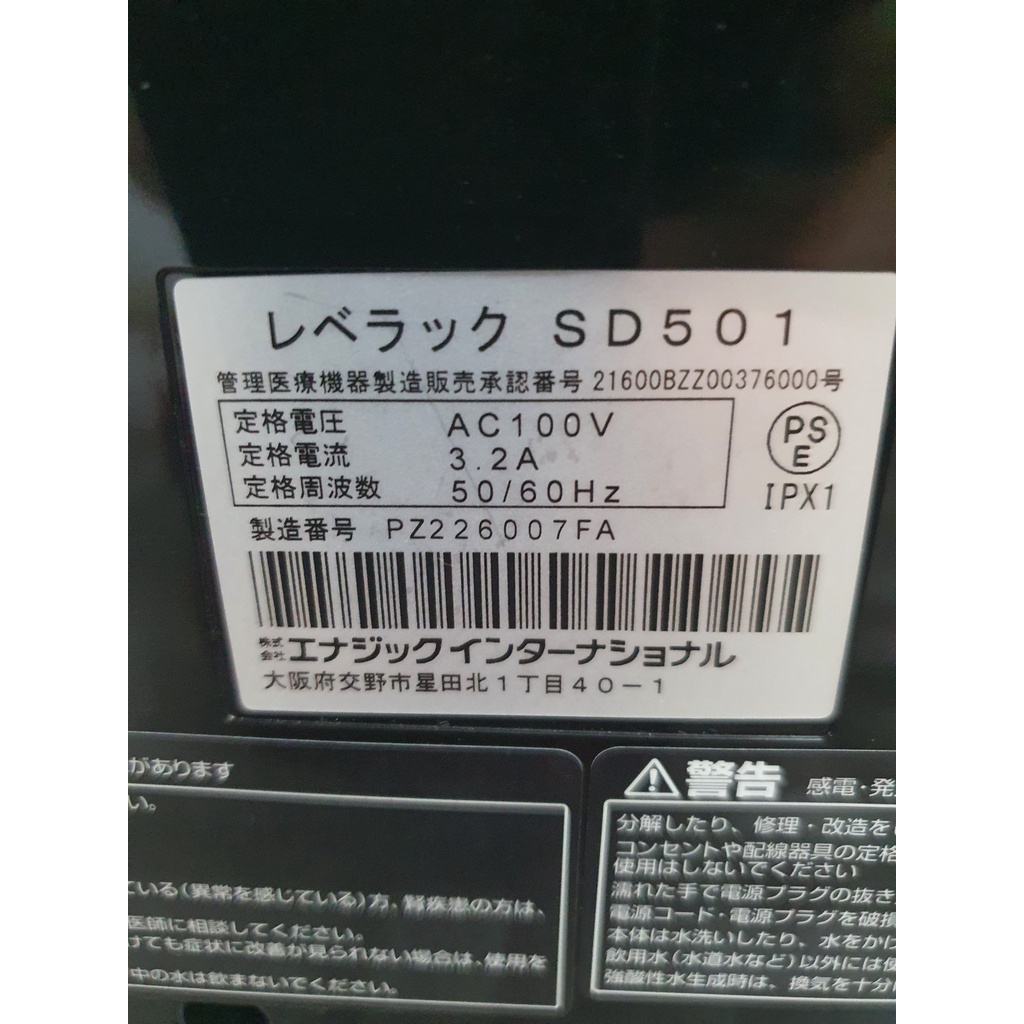 レベラック SD501
管理医療機器製造販売承認番号 21600BZZ00376000号
定格電圧 AC100V
定格電流 3.2A
定格周波数 50/60Hz
PS
E
IPX1
製造番号 PZ226007FA
株式会社 エナジックインターナショナル
大阪府交野市星田北1丁目40-1
があります
い。
ている(異常を感じている)方、腎疾患の方は、
医師に相談してください。
けても症状に改善が見られない場合は、使用を
中の水は飲まないでください。
警告 感電・発
分解したり、修理・改造を
コンセントや配線器具の定格
使用はしないでください
濡れた手で電源プラグの抜き
電源コード・電源プラグを破損
本体は水洗いしたり、水をか
飲用水(水道水など)以外には使
強酸性水生成時は、換気を十分